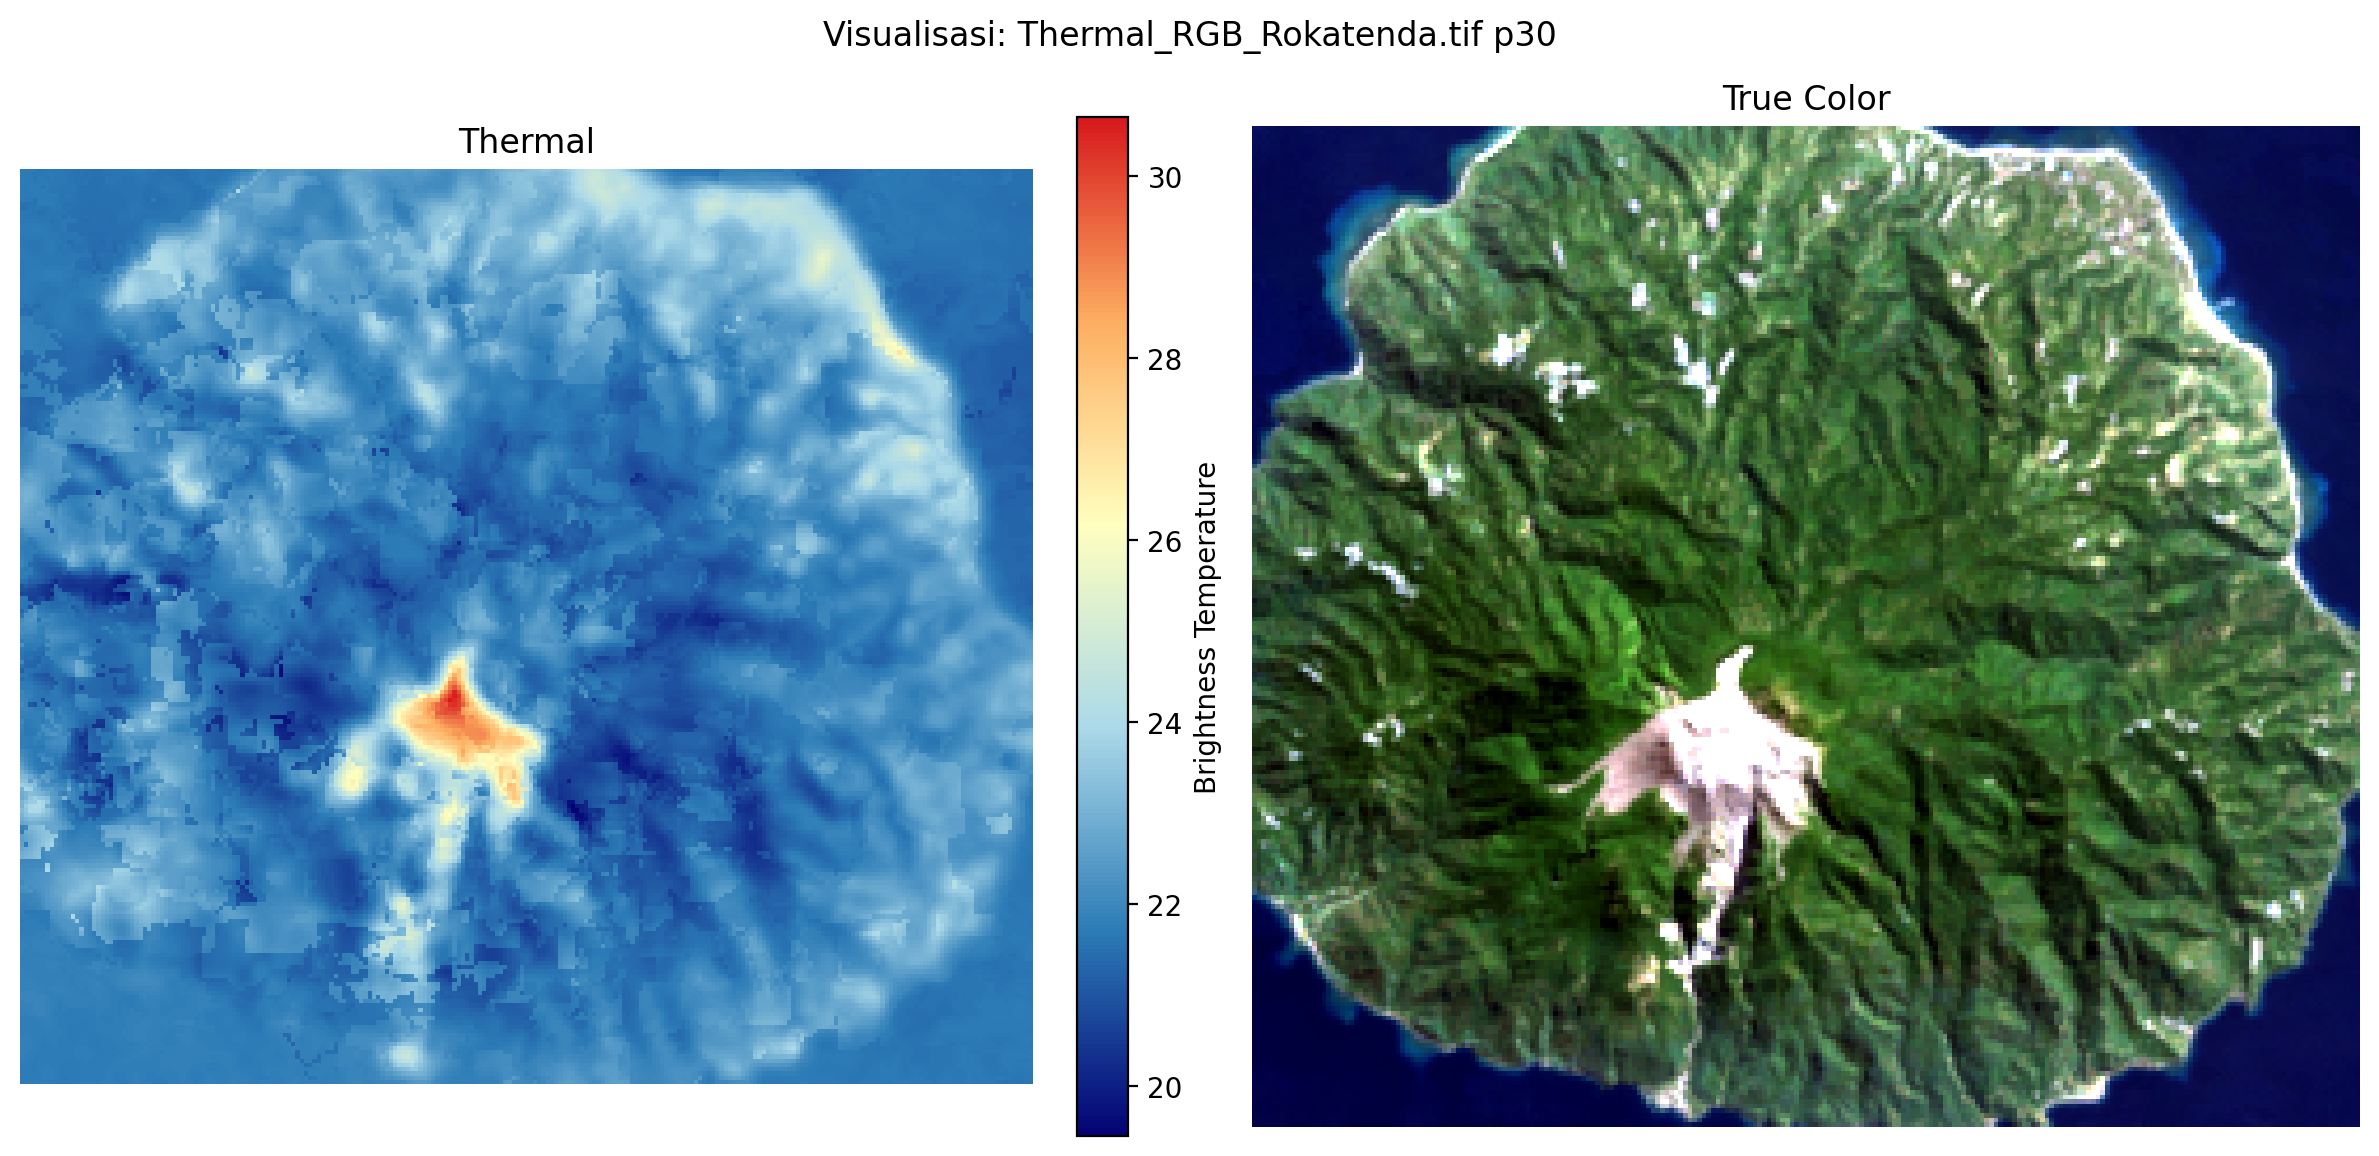 Visualisasi: Thermal_RGB_Rokatenda.tif p30
Thermal
30
28
26
24
22
20
Brightness Temperature
True Color